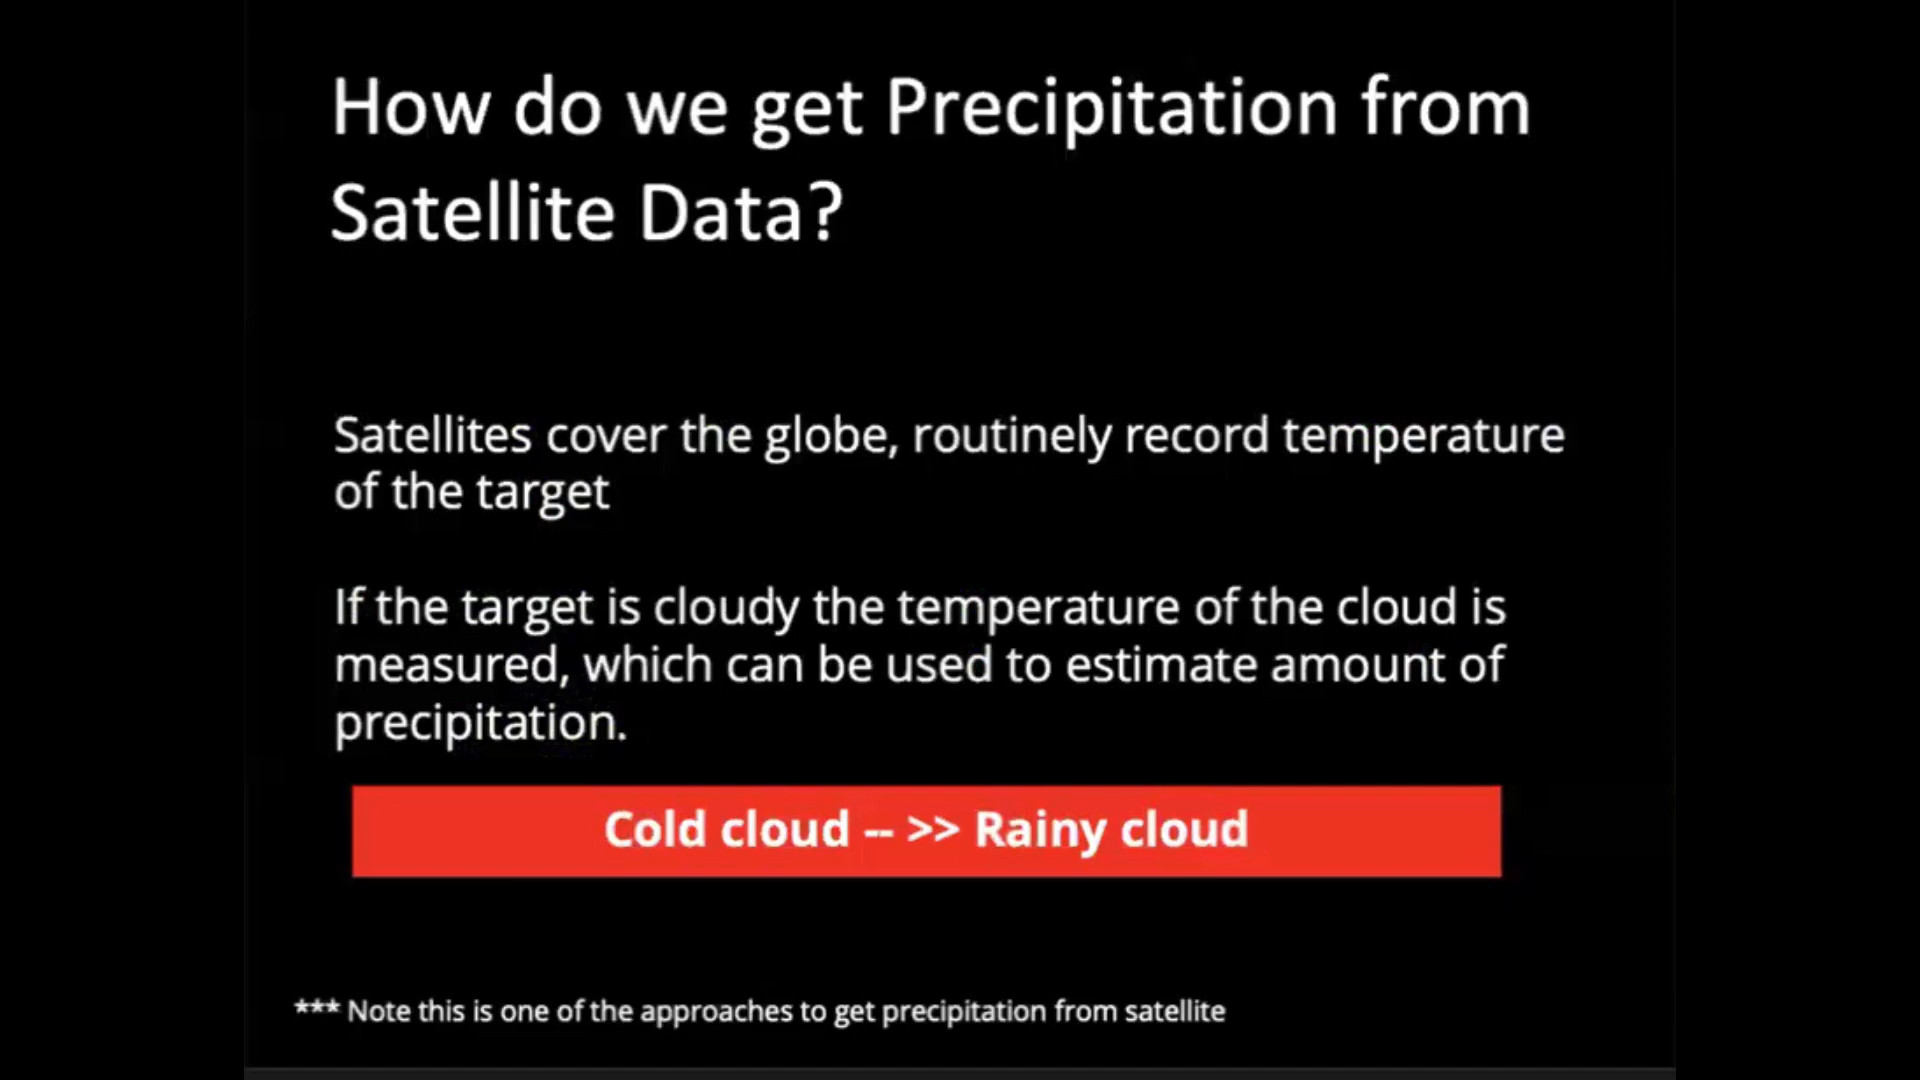 How do we get Precipitation from
Satellite Data?
Satellites cover the globe, routinely record temperature
of the target
If the target is cloudy the temperature of the cloud is
measured, which can be used to estimate amount of
precipitation.
Cold cloud -- >> Rainy cloud
*** Note this is one of the approaches to get precipitation from satellite